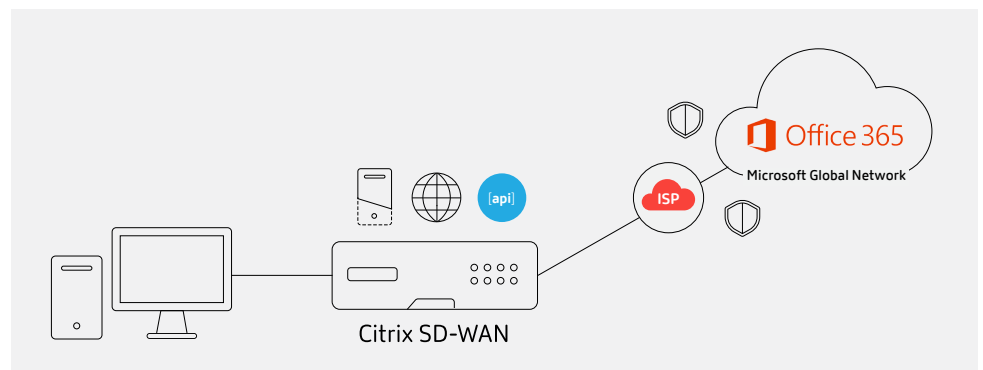 Office 365
Microsoft Global Network
ISP
[api]
Citrix SD-WAN